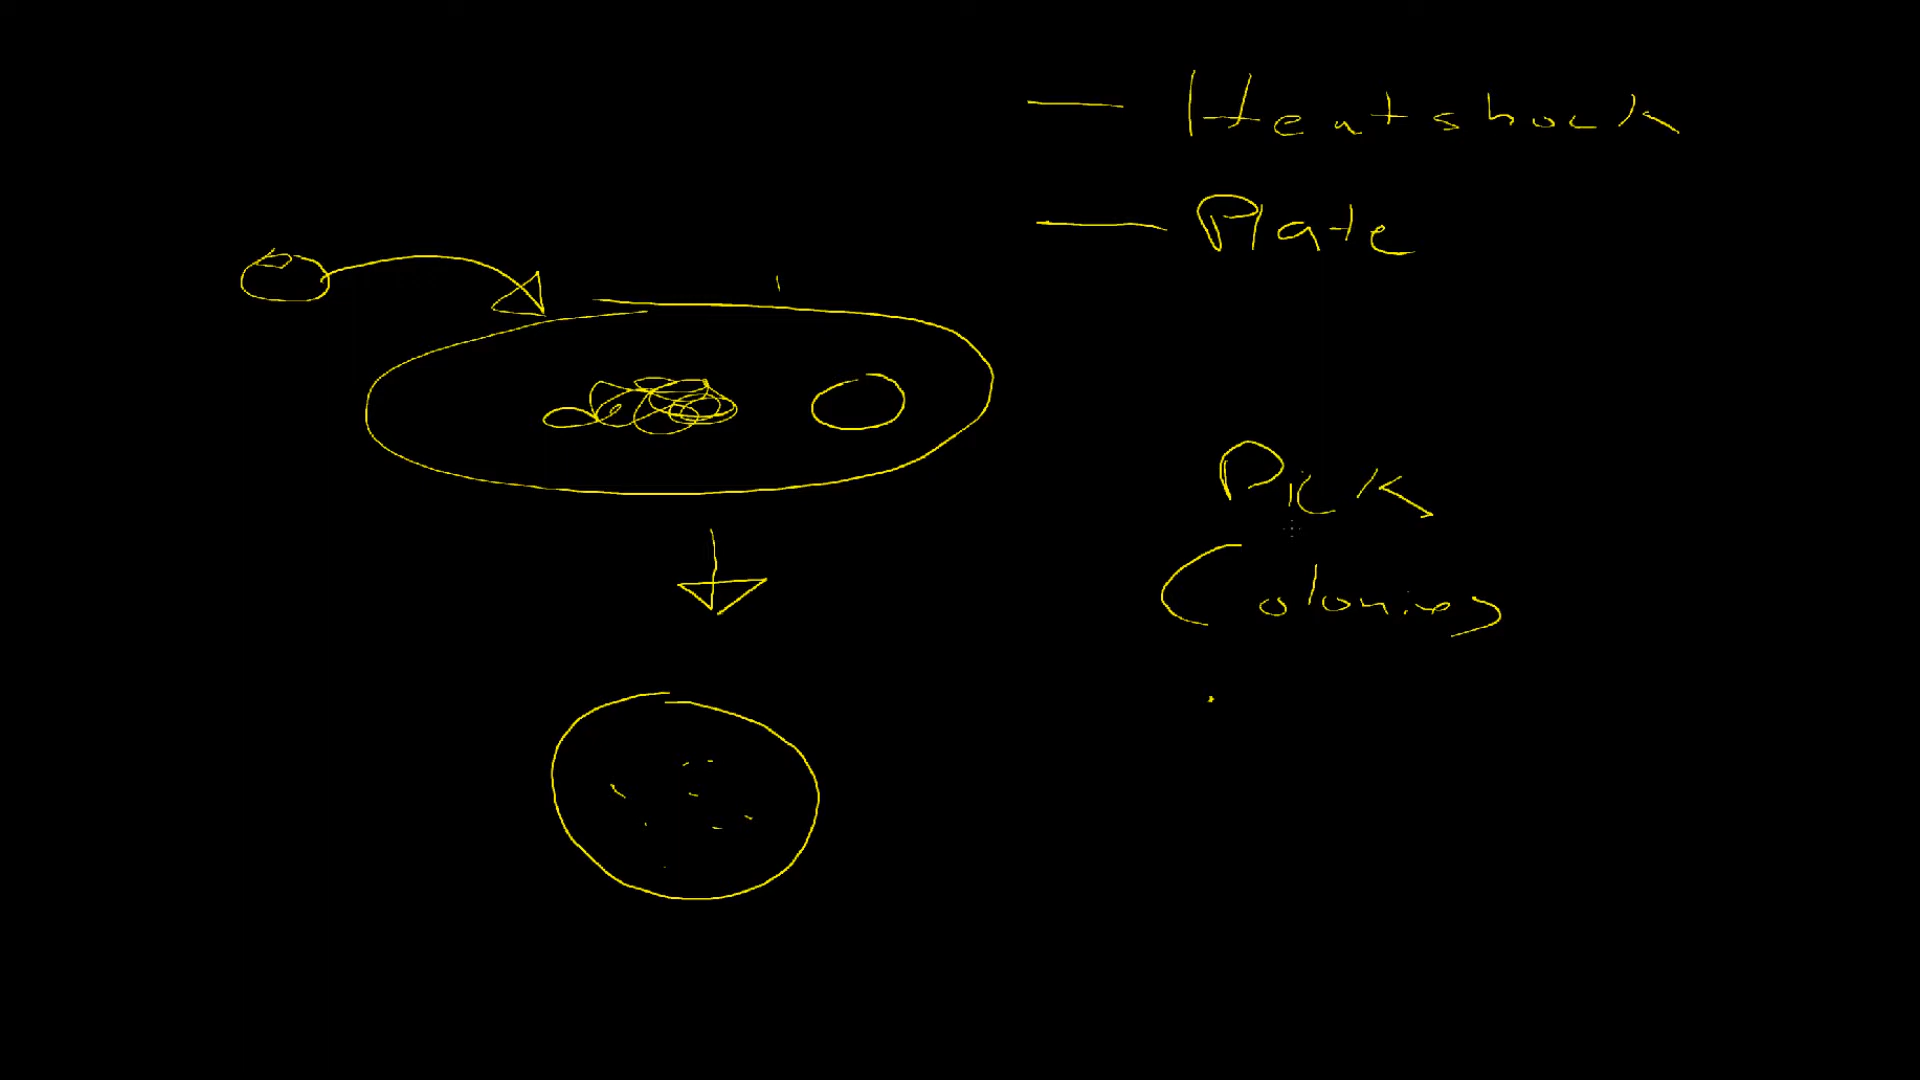 — Heatshock
— Plate
Pick
Colonies